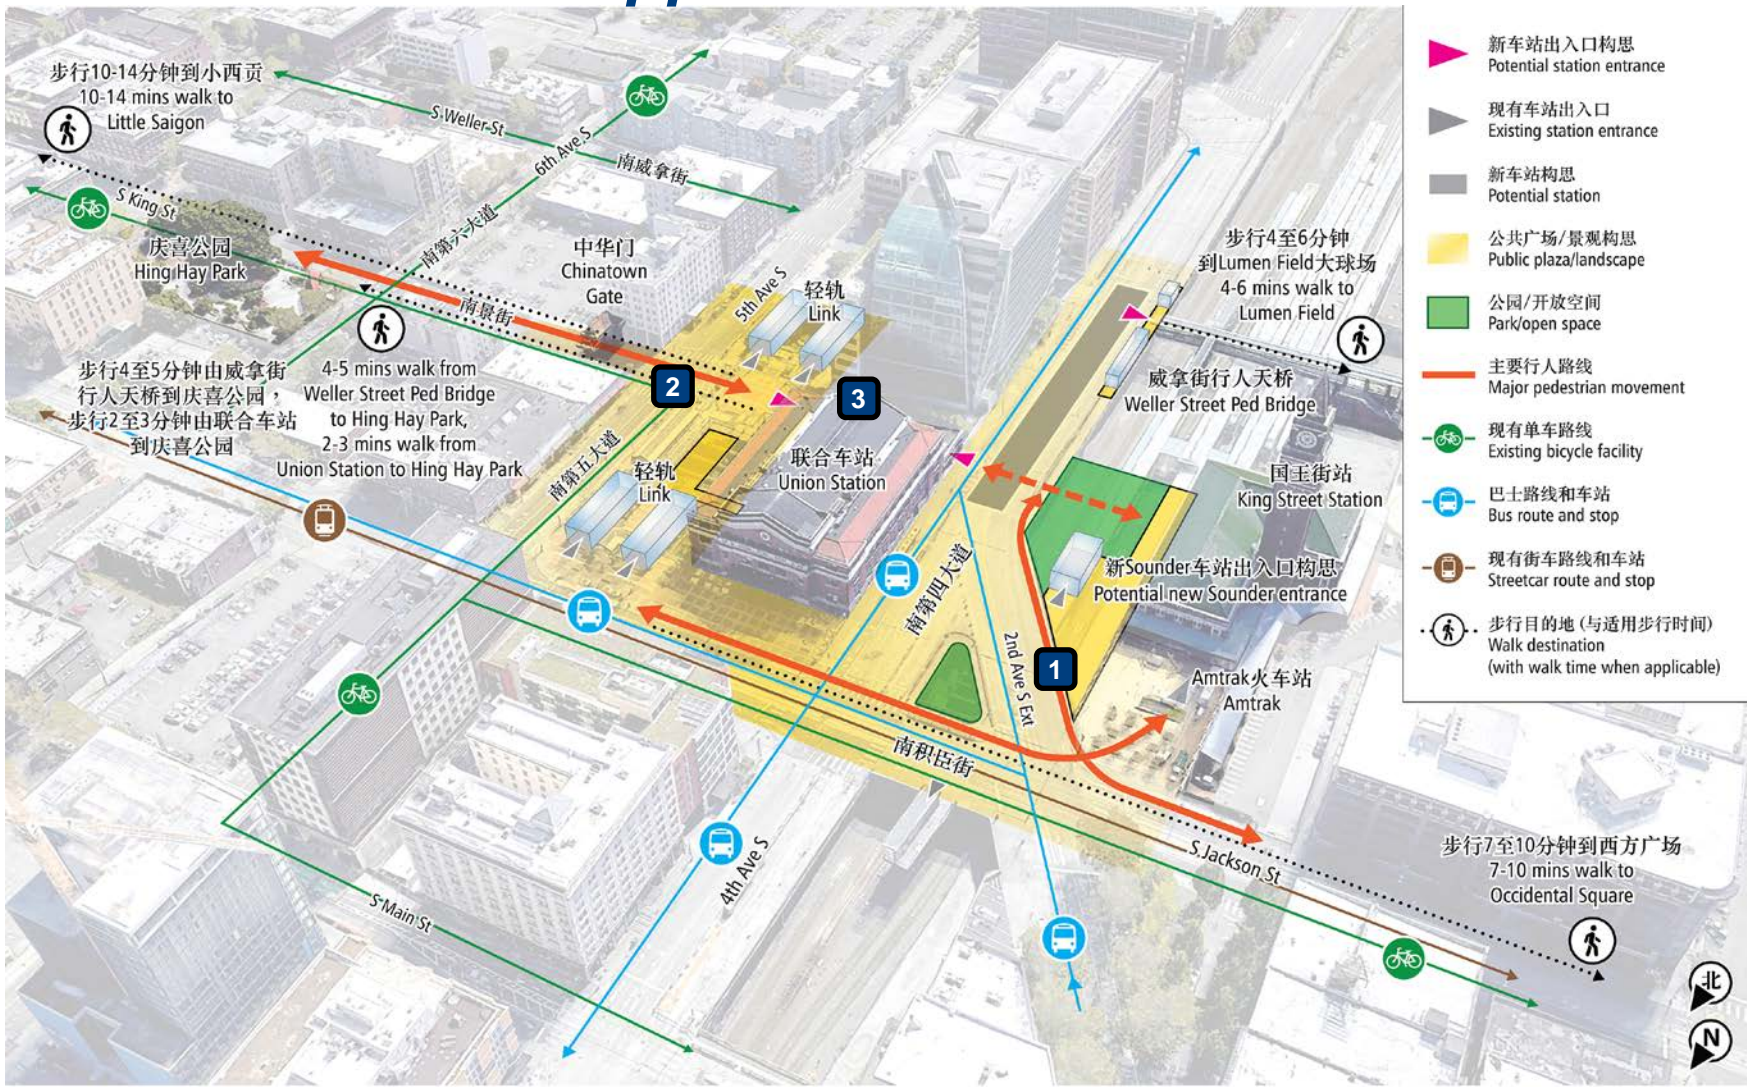 步行10-14分钟到小西贡
10-14 mins walk to
Little Saigon
S Weller St
南威拿街
6th Ave S
南第六大道
S King St
庆喜公园
Hing Hay Park
南景街
中华门
Chinatown
Gate
5th Ave S
轻轨
Link
步行4至6分钟
到Lumen Field大球场
4-6 mins walk to
Lumen Field
步行4至5分钟由威拿街
行人天桥到庆喜公园，
步行2至3分钟由联合车站
到庆喜公园
4-5 mins walk from
Weller Street Ped Bridge
to Hing Hay Park,
2-3 mins walk from
Union Station to Hing Hay Park
2
3
威拿街行人天桥
Weller Street Ped Bridge
南第五大道
轻轨
Link
联合车站
Union Station
国王街站
King Street Station
新Sounder车站出入口构思
Potential new Sounder entrance
南第四大道
2nd Ave S Ext
1
Amtrak火车站
Amtrak
南积臣街
S Jackson St
4th Ave S
S Main St
步行7至10分钟到西方广场
7-10 mins walk to
Occidental Square
新车站出入口构思
Potential station entrance
现有车站出入口
Existing station entrance
新车站构思
Potential station
公共广场/景观构思
Public plaza/landscape
公园/开放空间
Park/open space
主要行人路线
Major pedestrian movement
现有单车路线
Existing bicycle facility
巴士路线和车站
Bus route and stop
现有街车路线和车站
Streetcar route and stop
步行目的地 (与适用步行时间)
Walk destination
(with walk time when applicable)
北
N